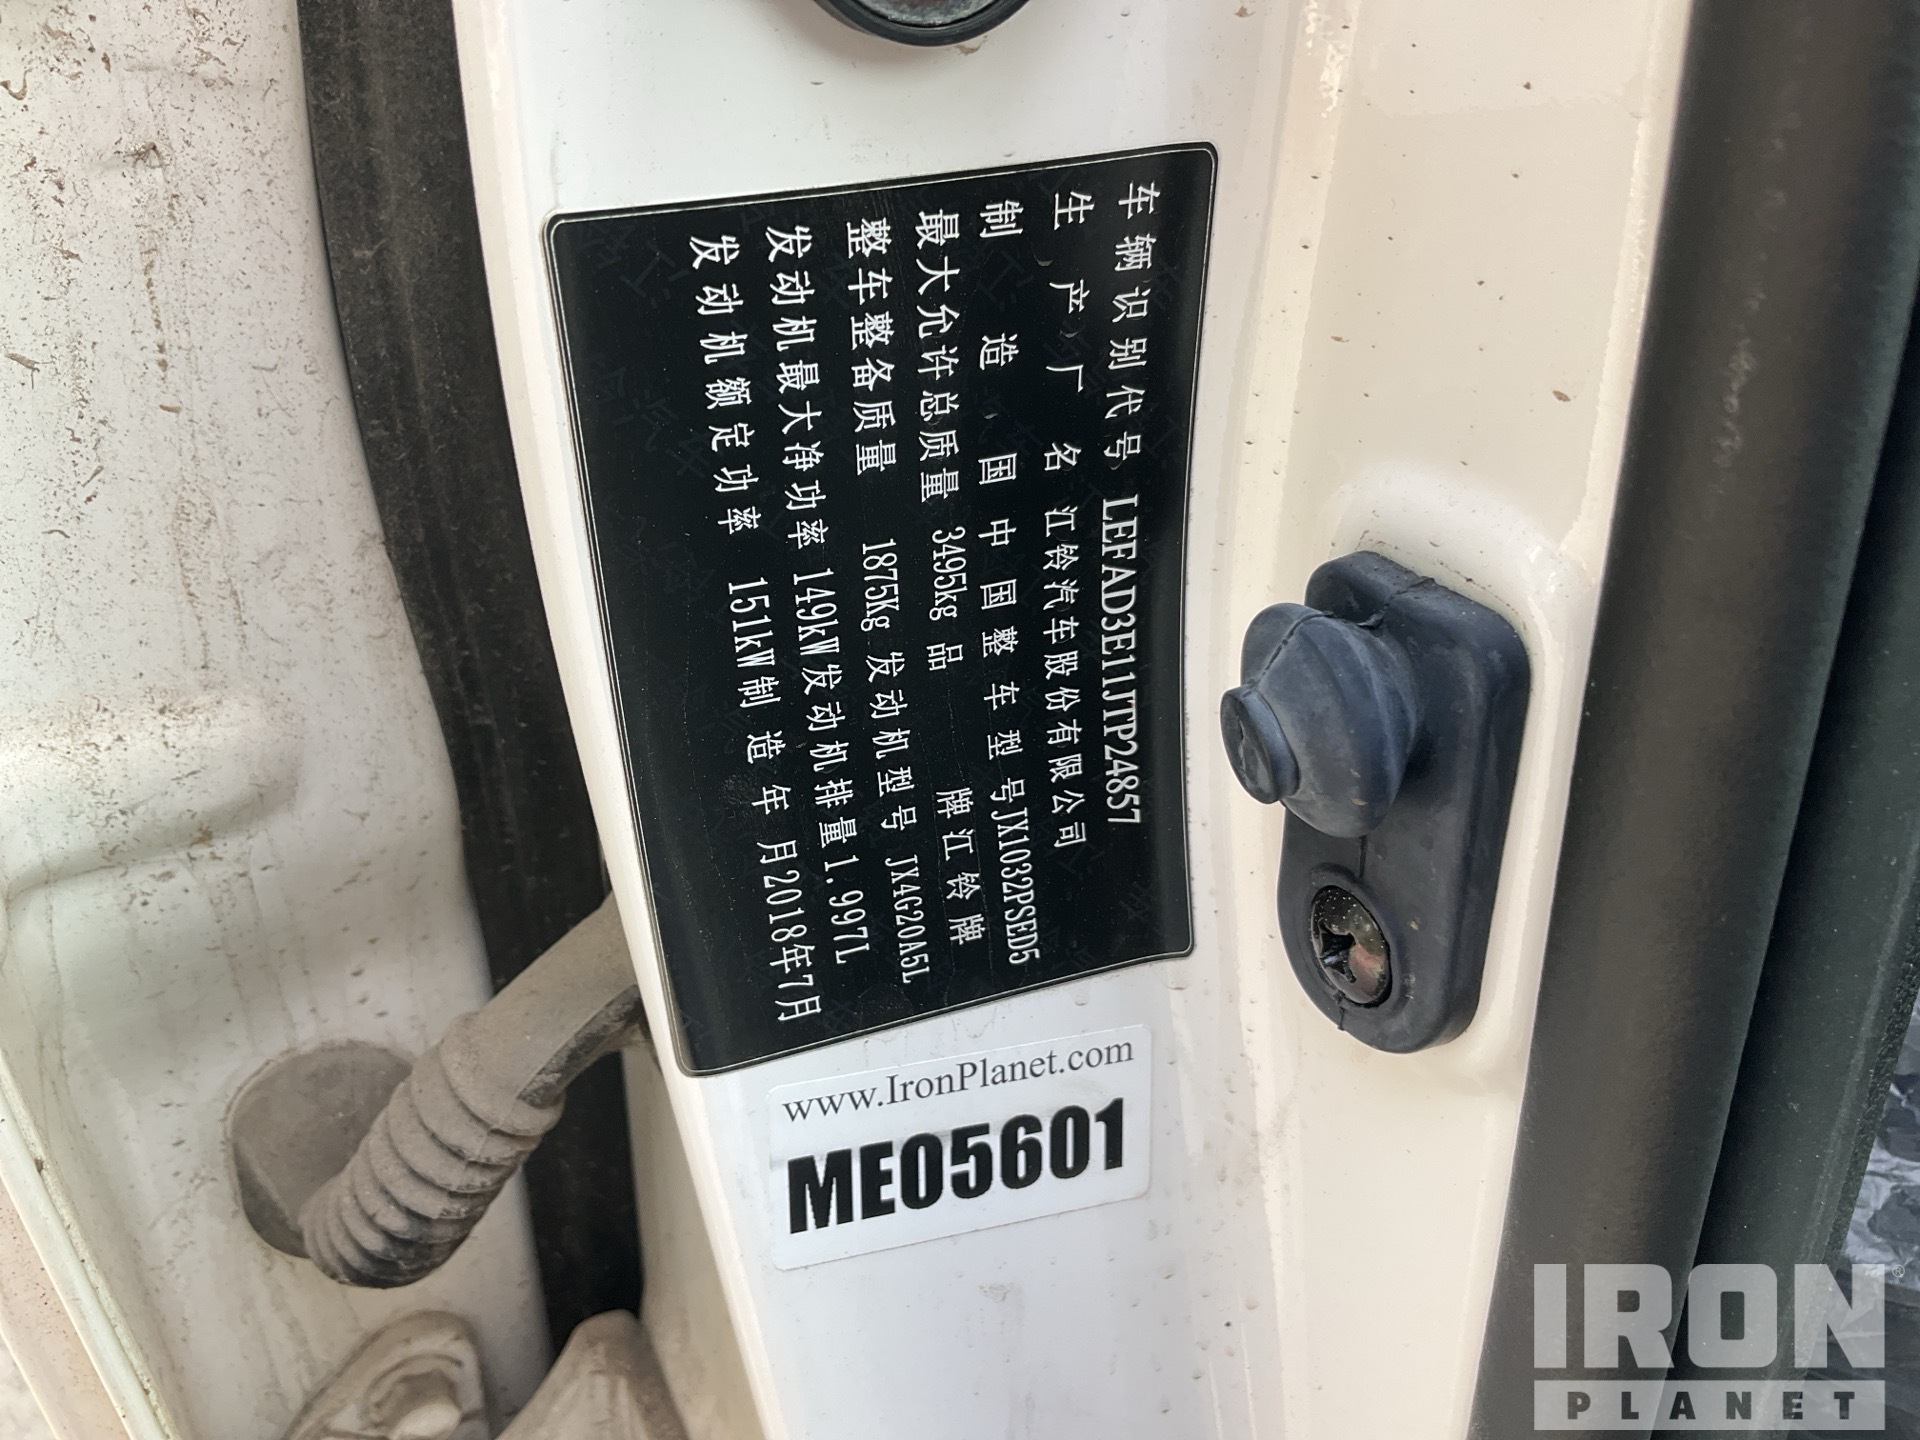 车辆识别代号 LEFAD3E11JTP24857
生产厂名 江铃汽车股份有限公司
制造国 中国 整车型号 JX1032PSED5
最大允许总质量 3495kg 品牌 江铃牌
整车整备质量 1875Kg 发动机型号 JX4G20A5L
发动机最大净功率 149kW 发动机排量 1.997L
发动机额定功率 151kW 制造年月 2018年7月
www.IronPlanet.com
ME05601
IRON
PLANET